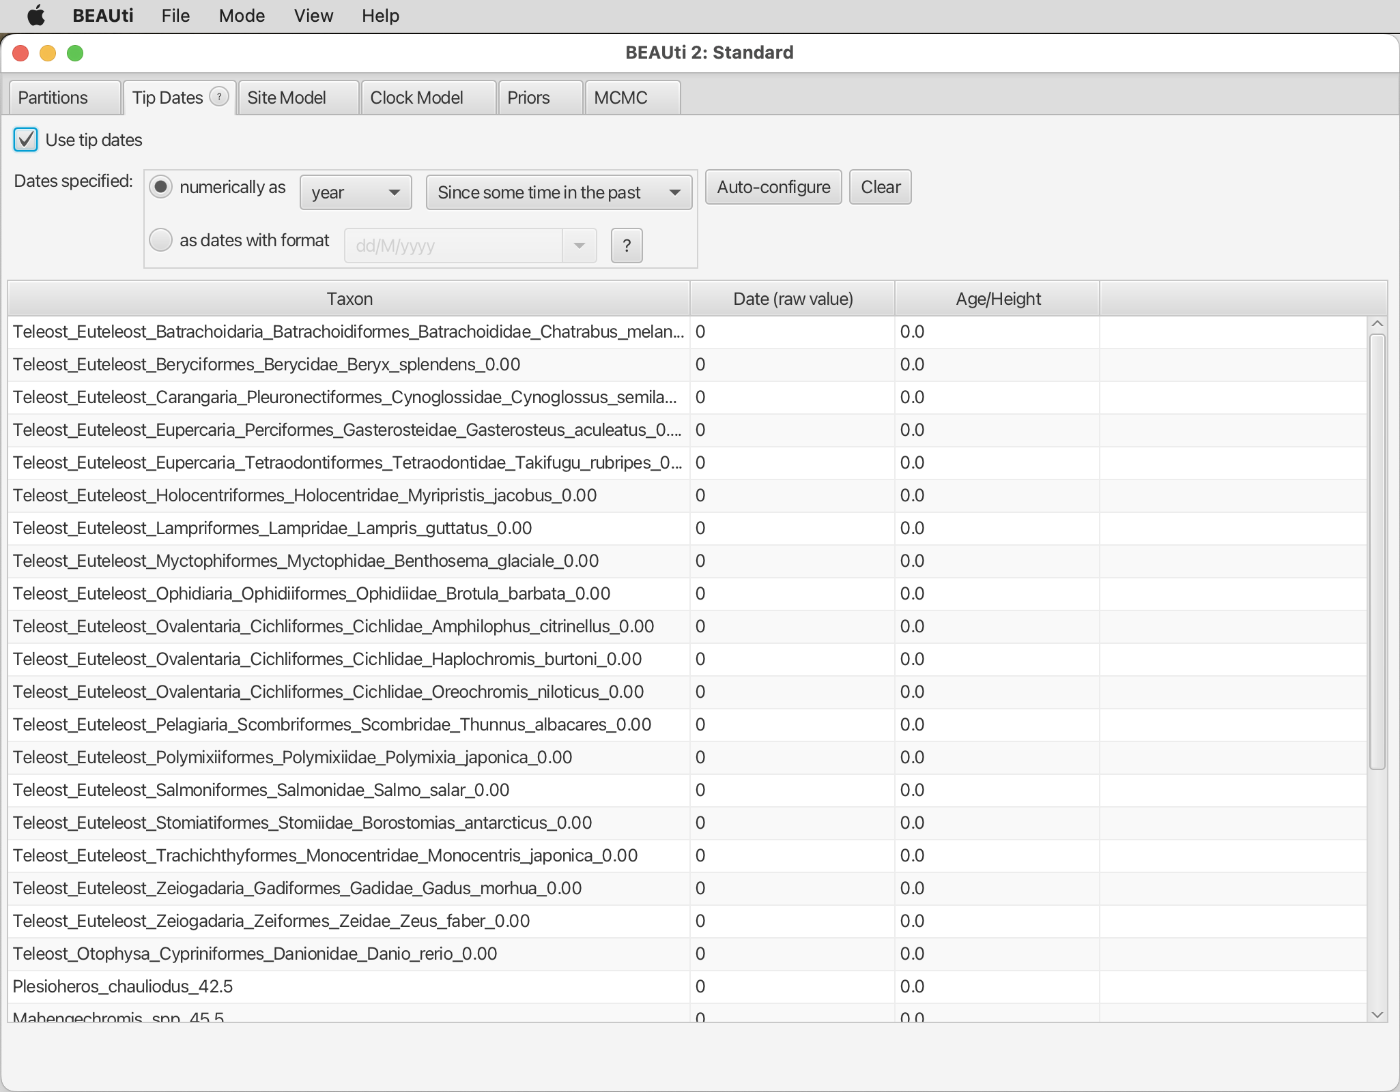 BEAUti File Mode View Help
BEAUti 2: Standard
Partitions Tip Dates ? Site Model Clock Model Priors MCMC
Use tip dates
Dates specified: numerically as year Since some time in the past Auto-configure Clear
as dates with format dd/M/yyyy ?
Taxon Date (raw value) Age/Height
Teleost_Euteleost_Batrachoidaria_Batrachoidiformes_Batrachoididae_Chatrabus_melan... 0 0.0
Teleost_Euteleost_Beryciformes_Berycidae_Beryx_splendens_0.00 0 0.0
Teleost_Euteleost_Carangaria_Pleuronectiformes_Cynoglossidae_Cynoglossus_semila... 0 0.0
Teleost_Euteleost_Eupercaria_Perciformes_Gasterosteidae_Gasterosteus_aculeatus_0.... 0 0.0
Teleost_Euteleost_Eupercaria_Tetraodontiformes_Tetraodontidae_Takifugu_rubripes_0... 0 0.0
Teleost_Euteleost_Holocentriformes_Holocentridae_Myripristis_jacobus_0.00 0 0.0
Teleost_Euteleost_Lampriformes_Lampridae_Lampris_guttatus_0.00 0 0.0
Teleost_Euteleost_Myctophiformes_Myctophidae_Benthosema_glaciale_0.00 0 0.0
Teleost_Euteleost_Ophidiaria_Ophidiiformes_Ophidiidae_Brotula_barbata_0.00 0 0.0
Teleost_Euteleost_Ovalentaria_Cichliformes_Cichlidae_Amphilophus_citrinellus_0.00 0 0.0
Teleost_Euteleost_Ovalentaria_Cichliformes_Cichlidae_Haplochromis_burtoni_0.00 0 0.0
Teleost_Euteleost_Ovalentaria_Cichliformes_Cichlidae_Oreochromis_niloticus_0.00 0 0.0
Teleost_Euteleost_Pelagiaria_Scombriformes_Scombridae_Thunnus_albacares_0.00 0 0.0
Teleost_Euteleost_Polymixiiformes_Polymixiidae_Polymixia_japonica_0.00 0 0.0
Teleost_Euteleost_Salmoniformes_Salmonidae_Salmo_salar_0.00 0 0.0
Teleost_Euteleost_Stomiatiformes_Stomiidae_Borostomias_antarcticus_0.00 0 0.0
Teleost_Euteleost_Trachichthyformes_Monocentridae_Monocentris_japonica_0.00 0 0.0
Teleost_Euteleost_Zeiogadaria_Gadiformes_Gadidae_Gadus_morhua_0.00 0 0.0
Teleost_Euteleost_Zeiogadaria_Zeiformes_Zeidae_Zeus_faber_0.00 0 0.0
Teleost_Otophysa_Cypriniformes_Danionidae_Danio_rerio_0.00 0 0.0
Plesioheros_chauliodus_42.5 0 0.0
Mahengechromis_spp_45.5 0 0.0